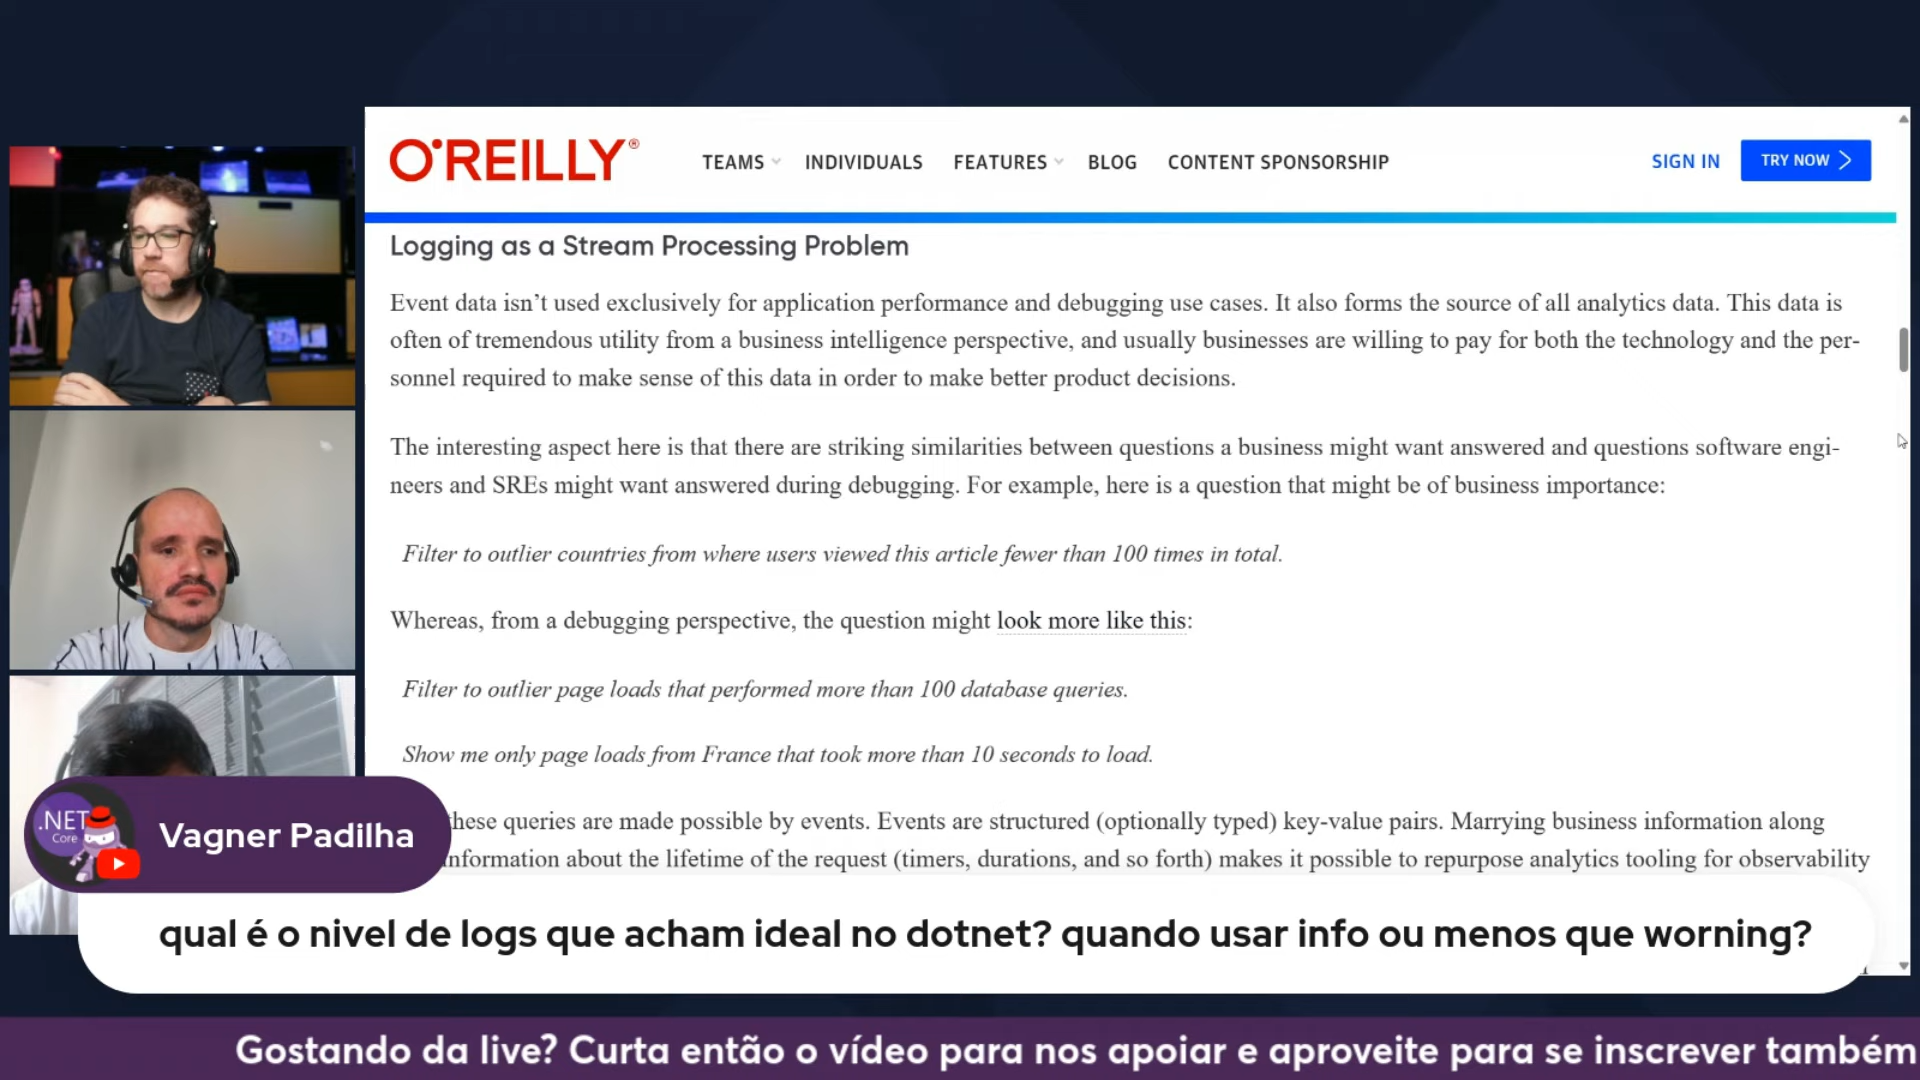 O'REILLY®
TEAMS INDIVIDUALS FEATURES BLOG CONTENT SPONSORSHIP SIGN IN TRY NOW
Logging as a Stream Processing Problem
Event data isn’t used exclusively for application performance and debugging use cases. It also forms the source of all analytics data. This data is
often of tremendous utility from a business intelligence perspective, and usually businesses are willing to pay for both the technology and the per-
sonnel required to make sense of this data in order to make better product decisions.
The interesting aspect here is that there are striking similarities between questions a business might want answered and questions software engi-
neers and SREs might want answered during debugging. For example, here is a question that might be of business importance:
Filter to outlier countries from where users viewed this article fewer than 100 times in total.
Whereas, from a debugging perspective, the question might look more like this:
Filter to outlier page loads that performed more than 100 database queries.
Show me only page loads from France that took more than 10 seconds to load.
these queries are made possible by events. Events are structured (optionally typed) key-value pairs. Marrying business information along
information about the lifetime of the request (timers, durations, and so forth) makes it possible to repurpose analytics tooling for observability
.NET
Core
Vagner Padilha
qual é o nivel de logs que acham ideal no dotnet? quando usar info ou menos que worning?
Gostando da live? Curta então o vídeo para nos apoiar e aproveite para se inscrever também